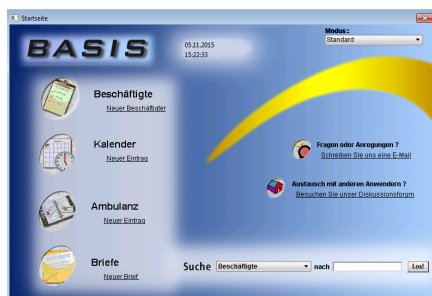 Startseite
BASIS
05.11.2015
15:22:33
Modus:
Standard
Beschäftigte
Neuer Beschäftigter
Kalender
Neuer Eintrag
Ambulanz
Neuer Eintrag
Briefe
Neuer Brief
Fragen oder Anregungen ?
Schreiben Sie uns eine E-Mail
Austausch mit anderen Anwendern ?
Besuchen Sie unser Diskussionsforum
Suche Beschäftigte nach Los!